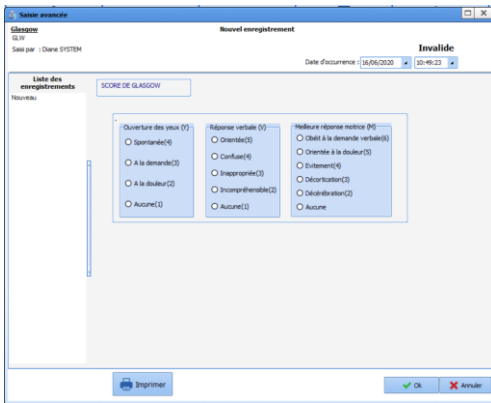 Saisie avancée
Glasgow
Nouvel enregistrement
GLW
Saisi par : Diane SYSTEM
Invalide
Date d'occurrence : 16/06/2020 10:49:23
Liste des enregistrements
SCORE DE GLASGOW
Nouveau
Ouverture des yeux (Y)
Spontanée(4)
A la demande(3)
A la douleur(2)
Aucune(1)
Réponse verbale (V)
Orientée(5)
Confuse(4)
Inappropriée(3)
Incompréhensible(2)
Aucune(1)
Meilleure réponse motrice (M)
Obéit à la demande verbale(6)
Orientée à la douleur(5)
Evitement(4)
Décortication(3)
Décérébration(2)
Aucune
Imprimer
Ok
Annuler